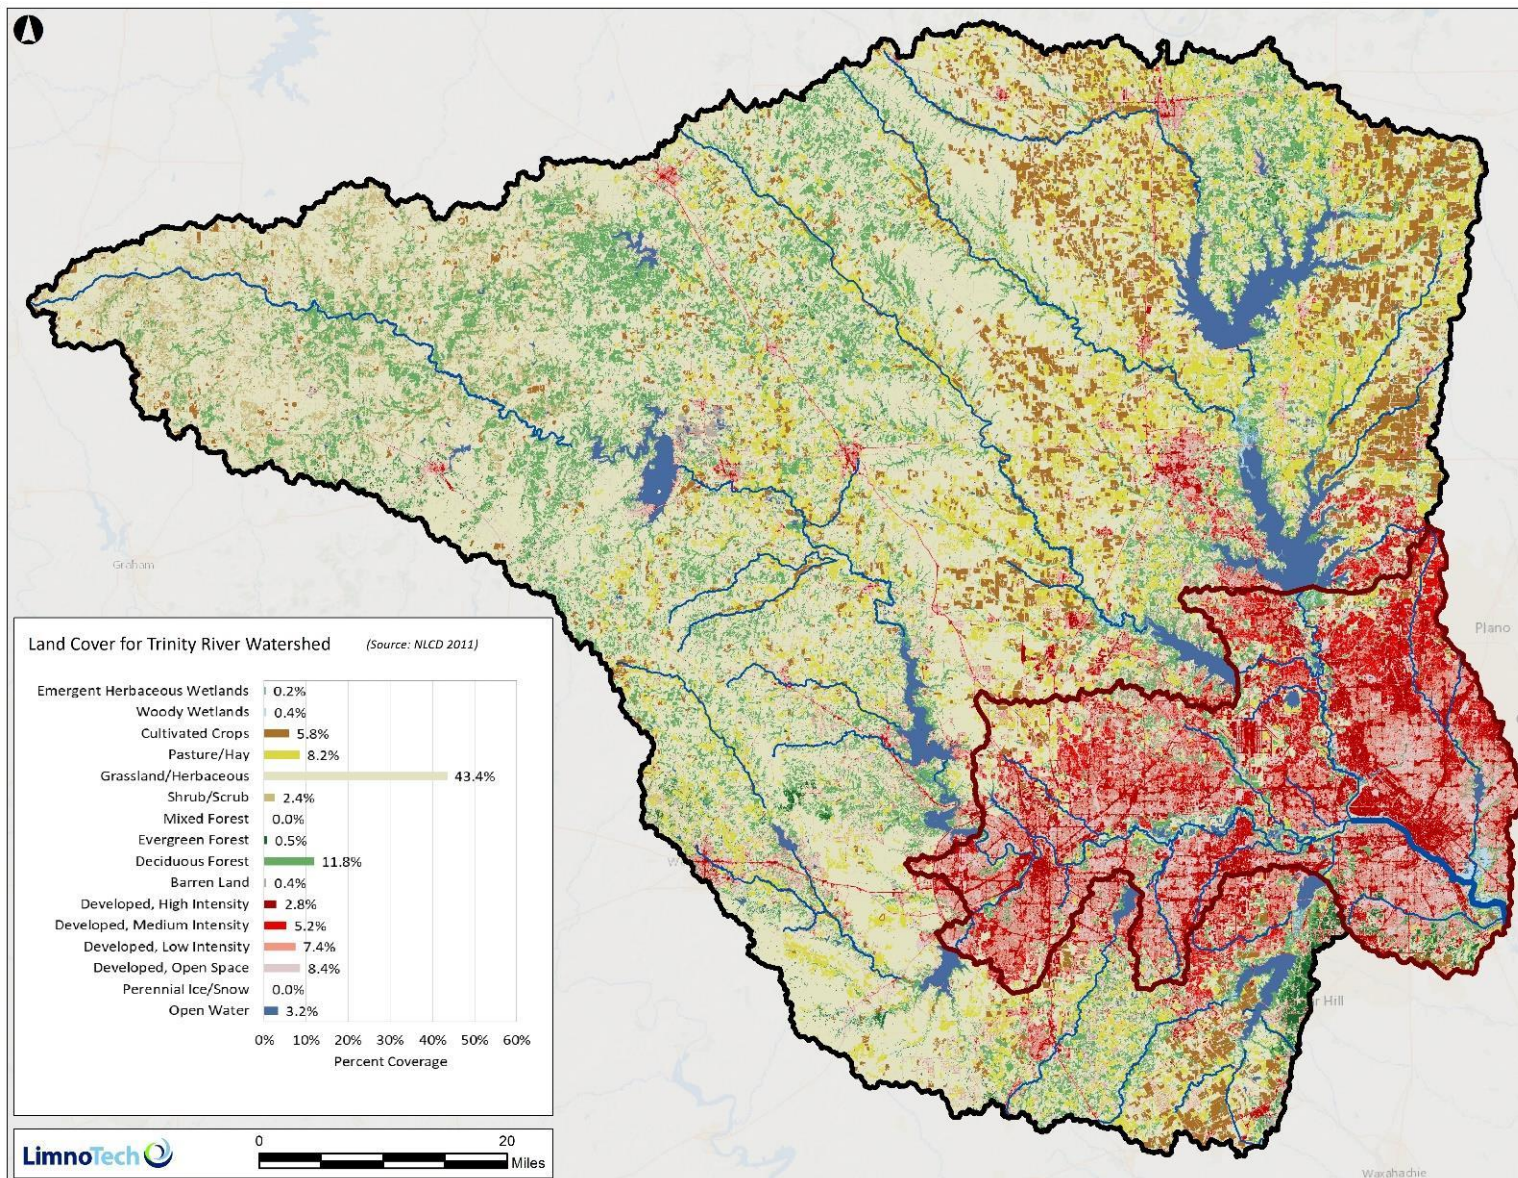 Graham
Plano
Land Cover for Trinity River Watershed (Source: NLCD 2011)
Emergent Herbaceous Wetlands 0.2%
Woody Wetlands 0.4%
Cultivated Crops 5.8%
Pasture/Hay 8.2%
Grassland/Herbaceous 43.4%
Shrub/Scrub 2.4%
Mixed Forest 0.0%
Evergreen Forest 0.5%
Deciduous Forest 11.8%
Barren Land 0.4%
Developed, High Intensity 2.8%
Developed, Medium Intensity 5.2%
Developed, Low Intensity 7.4%
Developed, Open Space 8.4%
Perennial Ice/Snow 0.0%
Open Water 3.2%
0% 10% 20% 30% 40% 50% 60%
Percent Coverage
Hill
LimnoTech
0 20
Miles
Waxahachie